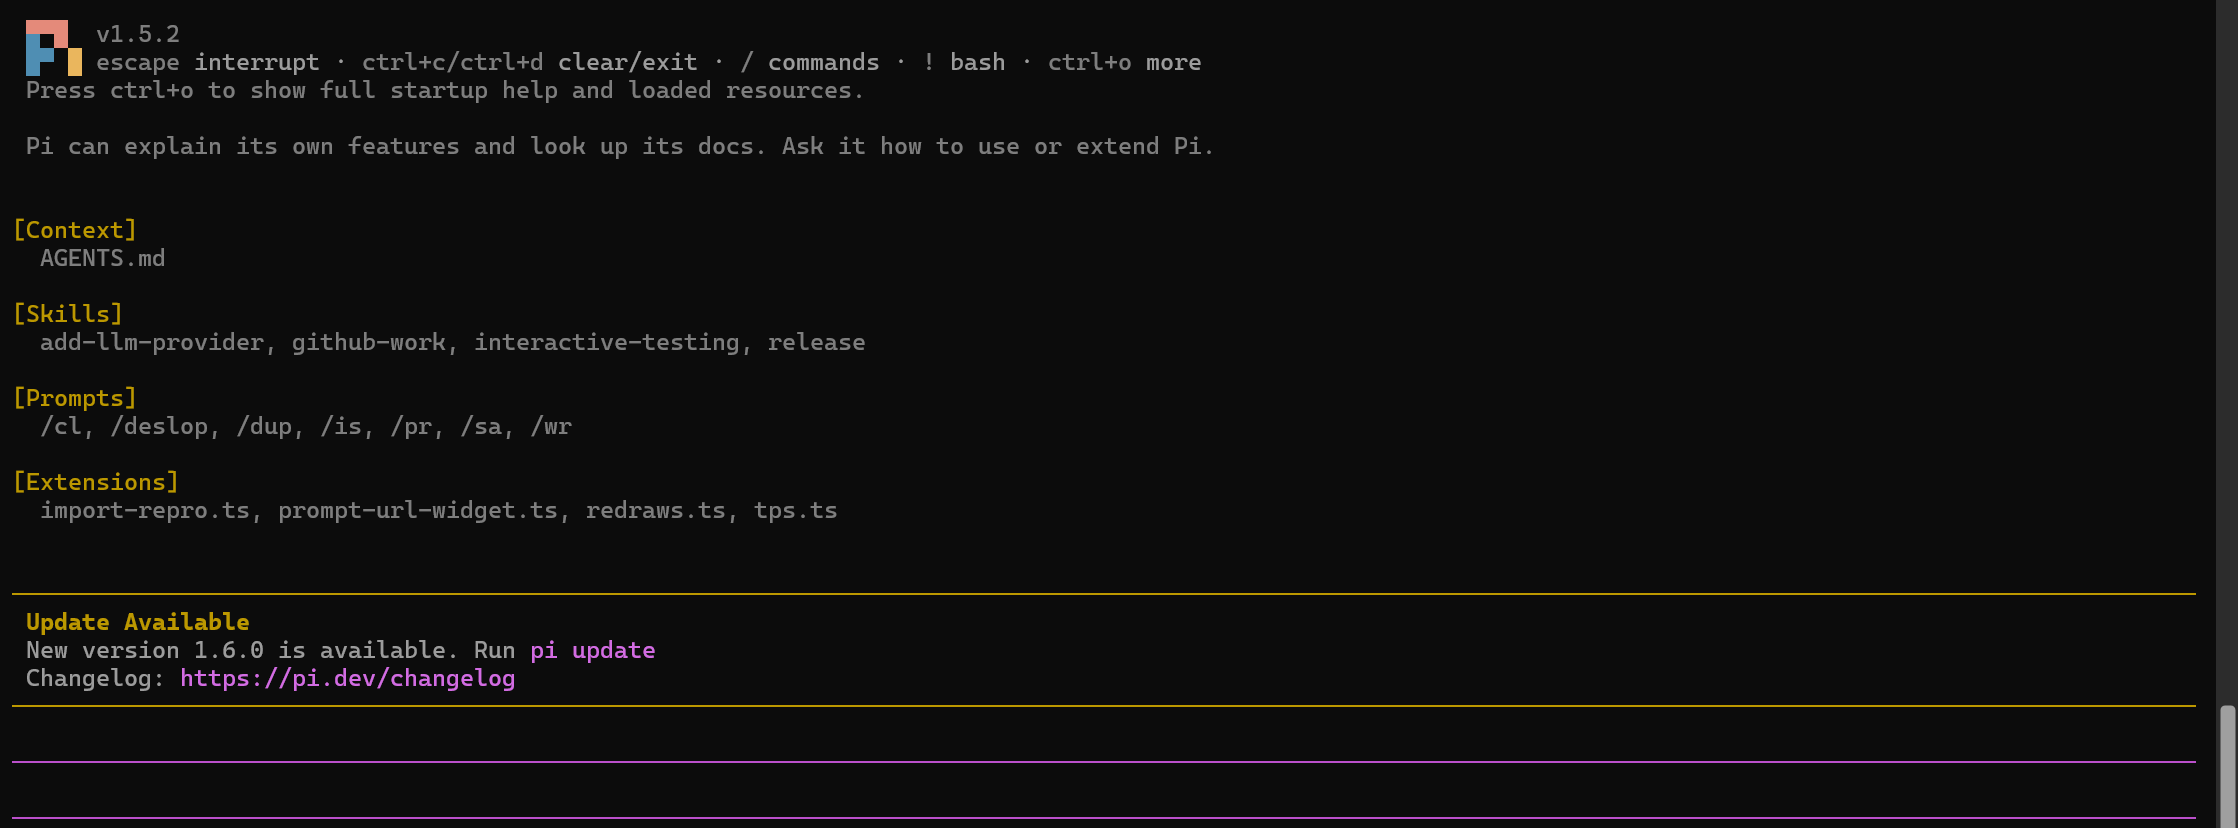 v1.5.2
escape interrupt · ctrl+c/ctrl+d clear/exit · / commands · ! bash · ctrl+o more
Press ctrl+o to show full startup help and loaded resources.
Pi can explain its own features and look up its docs. Ask it how to use or extend Pi.
[Context]
AGENTS.md
[Skills]
add-llm-provider, github-work, interactive-testing, release
[Prompts]
/cl, /deslop, /dup, /is, /pr, /sa, /wr
[Extensions]
import-repro.ts, prompt-url-widget.ts, redraws.ts, tps.ts
Update Available
New version 1.6.0 is available. Run pi update
Changelog: https://pi.dev/changelog